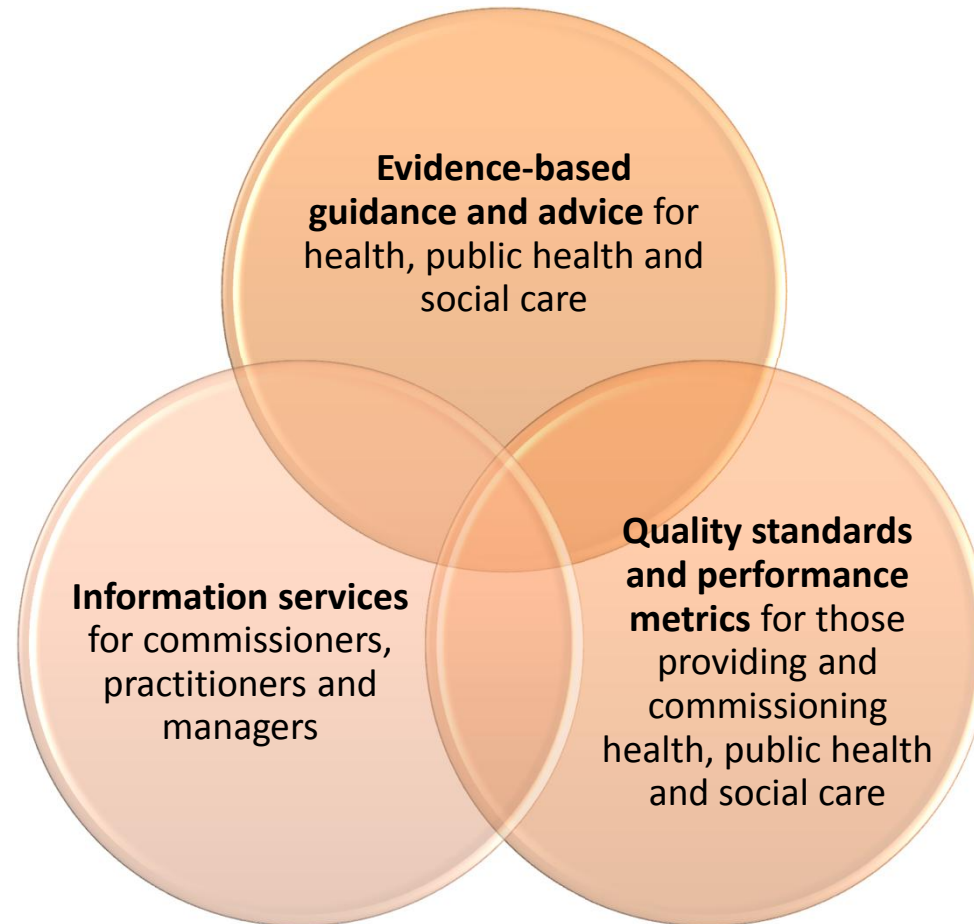 Evidence-based
guidance and advice for
health, public health and
social care
Information services
for commissioners,
practitioners and
managers
Quality standards
and performance
metrics for those
providing and
commissioning
health, public health
and social care